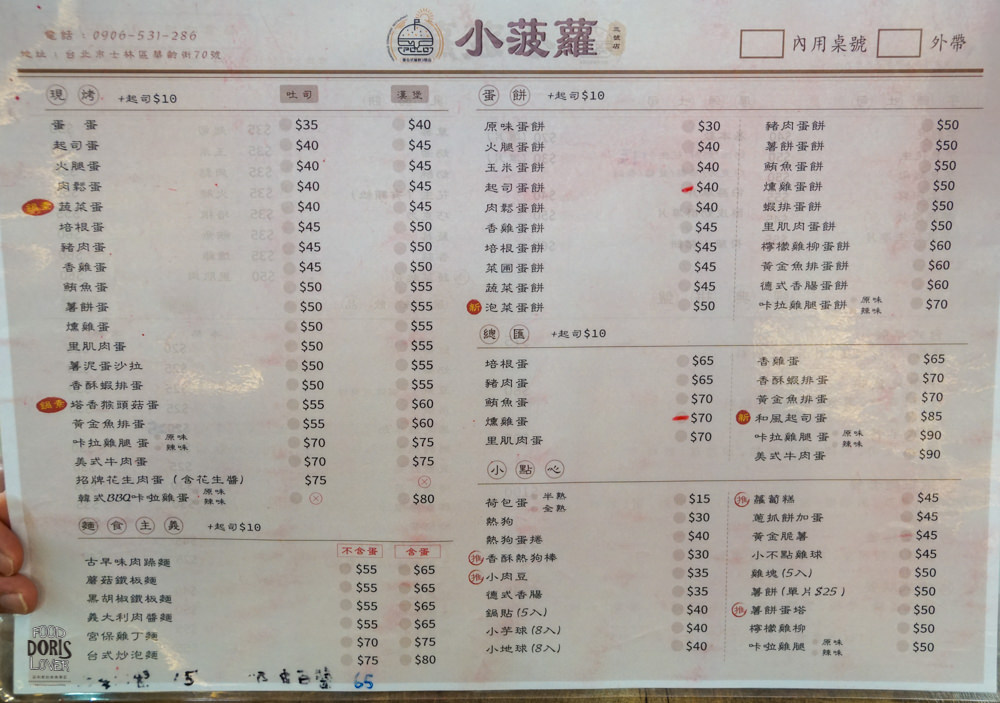 電話：0906-531-286
地址：台北市士林區華齡街70號
POLO
小菠蘿
三號店
內用桌號
外帶
現烤 +起司$10 吐司 漢堡
蛋 蛋 $35 $40
起司蛋 $40 $45
火腿蛋 $40 $45
肉鬆蛋 $40 $45
蔬菜蛋 $40 $45
培根蛋 $45 $50
豬肉蛋 $45 $50
香雞蛋 $45 $50
鮪魚蛋 $50 $55
薯餅蛋 $50 $55
燻雞蛋 $50 $55
里肌肉蛋 $50 $55
薯泥蛋沙拉 $50 $55
香酥蝦排蛋 $50 $55
鍋素 塔香猴頭菇蛋 $55 $60
黃金魚排蛋 $55 $60
咔拉雞腿蛋 原味 辣味 $70 $75
美式牛肉蛋 $70 $75
招牌花生肉蛋（含花生醬） $75
韓式BBQ咔啦雞蛋 原味 辣味 $80
麵食主義 +起司$10
不含蛋 含蛋
古早味肉躁麵 $55 $65
蘑菇鐵板麵 $55 $65
黑胡椒鐵板麵 $55 $65
義大利肉醬麵 $55 $65
宮保雞丁麵 $70 $75
台式炒泡麵 $75 $80
蛋餅 +起司$10
原味蛋餅 $30
火腿蛋餅 $40
玉米蛋餅 $40
起司蛋餅 $40
肉鬆蛋餅 $40
香雞蛋餅 $45
培根蛋餅 $45
菜圃蛋餅 $45
蔬菜蛋餅 $45
新 泡菜蛋餅 $50
豬肉蛋餅 $50
薯餅蛋餅 $50
鮪魚蛋餅 $50
燻雞蛋餅 $50
蝦排蛋餅 $50
里肌肉蛋餅 $50
檸檬雞柳蛋餅 $60
黃金魚排蛋餅 $60
德式香腸蛋餅 $60
咔拉雞腿蛋餅 原味 辣味 $70
總匯 +起司$10
培根蛋 $65
豬肉蛋 $65
鮪魚蛋 $70
燻雞蛋 $70
里肌肉蛋 $70
香雞蛋 $65
香酥蝦排蛋 $70
黃金魚排蛋 $70
新 和風起司蛋 $85
咔拉雞腿蛋 原味 辣味 $90
美式牛肉蛋 $90
小點心
荷包蛋 半熟 全熟 $15
熱狗 $30
熱狗蛋捲 $40
推 香酥熱狗棒 $30
推 小肉豆 $35
德式香腸 $35
鍋貼(5入) $40
小芋球(8入) $40
小地球(8入) $40
推 蘿蔔糕 $45
蔥抓餅加蛋 $45
黃金脆薯 $45
小不點雞球 $45
雞塊(5入) $50
薯餅(單片$25) $50
推 薯餅蛋塔 $50
檸檬雞柳 $50
咔啦雞腿 原味 辣味 $50
FOOD
DORIS
LOVER
15
65